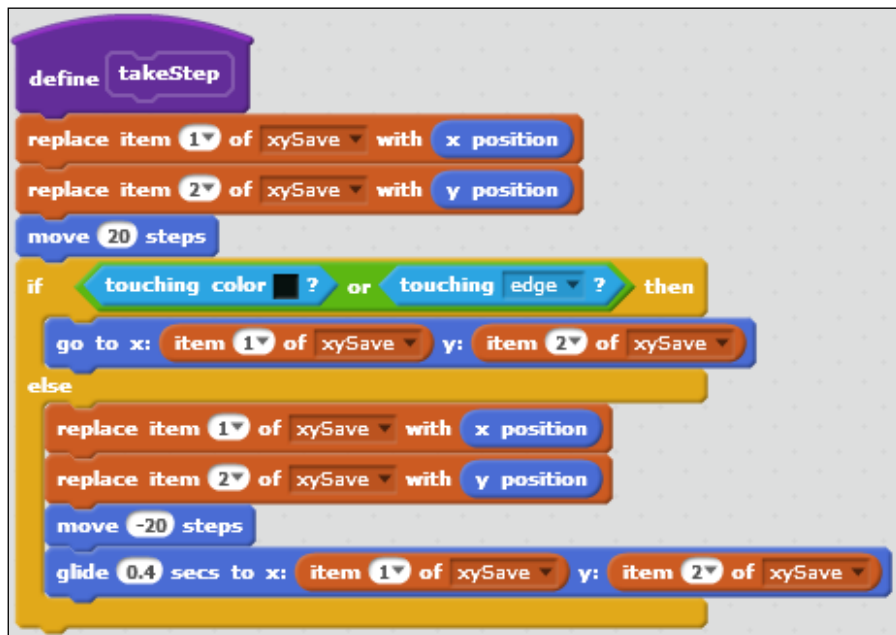 define takeStep
replace item 1 of xySave with x position
replace item 2 of xySave with y position
move 20 steps
if touching color ? or touching edge ? then
go to x: item 1 of xySave y: item 2 of xySave
else
replace item 1 of xySave with x position
replace item 2 of xySave with y position
move -20 steps
glide 0.4 secs to x: item 1 of xySave y: item 2 of xySave